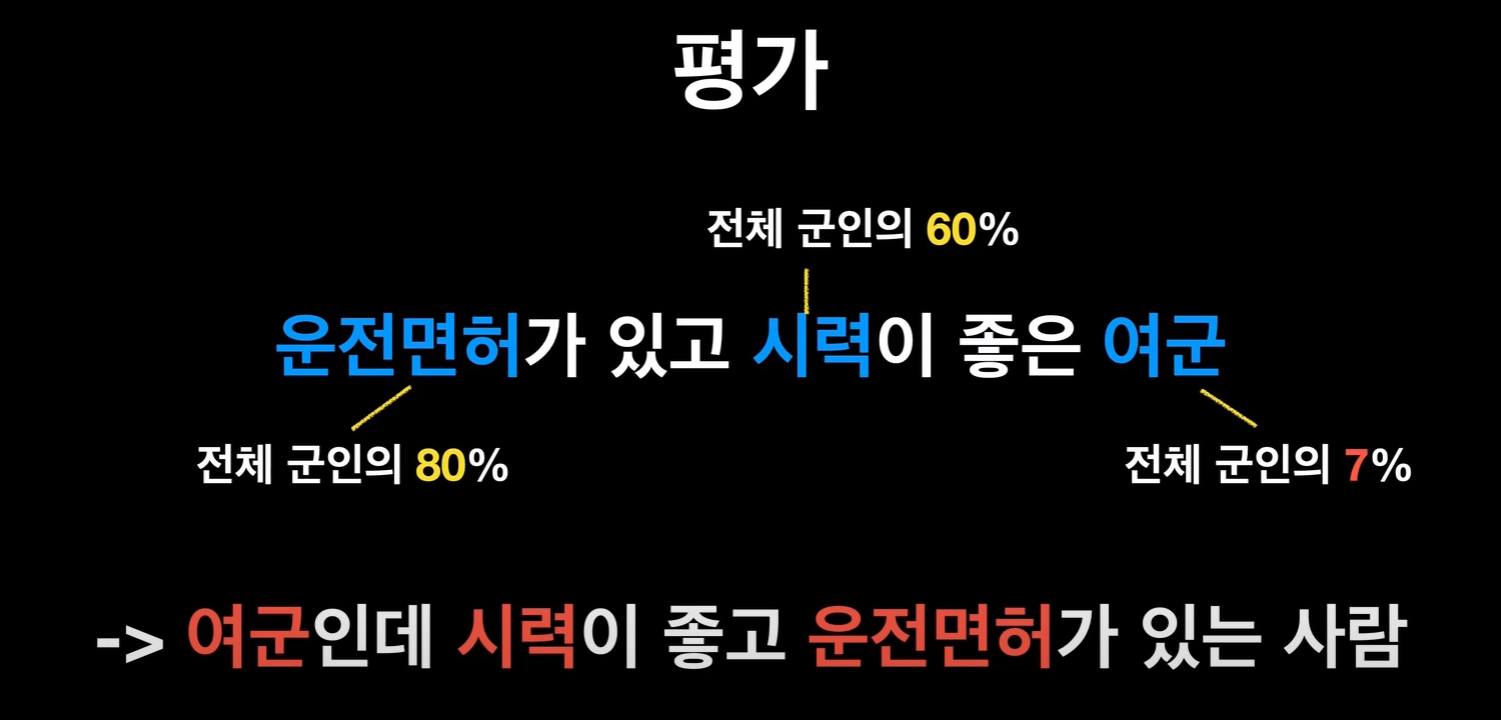 평가
전체 군인의 60%
운전면허가 있고 시력이 좋은 여군
전체 군인의 80%
전체 군인의 7%
-> 여군인데 시력이 좋고 운전면허가 있는 사람